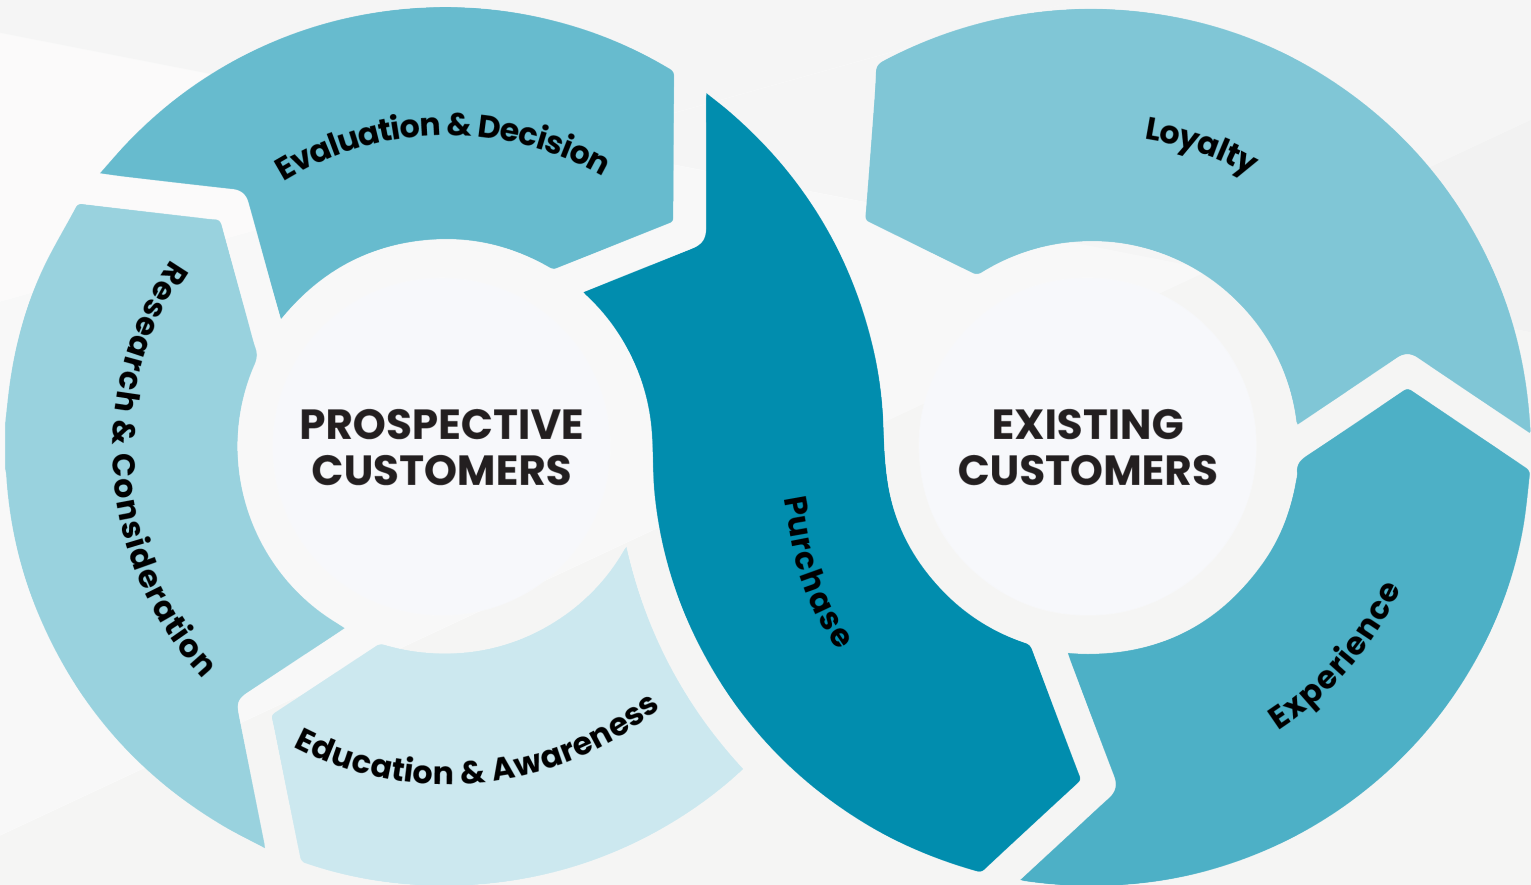 Evaluation & Decision
Loyalty
Research & Consideration
PROSPECTIVE
CUSTOMERS
EXISTING
CUSTOMERS
Purchase
Experience
Education & Awareness